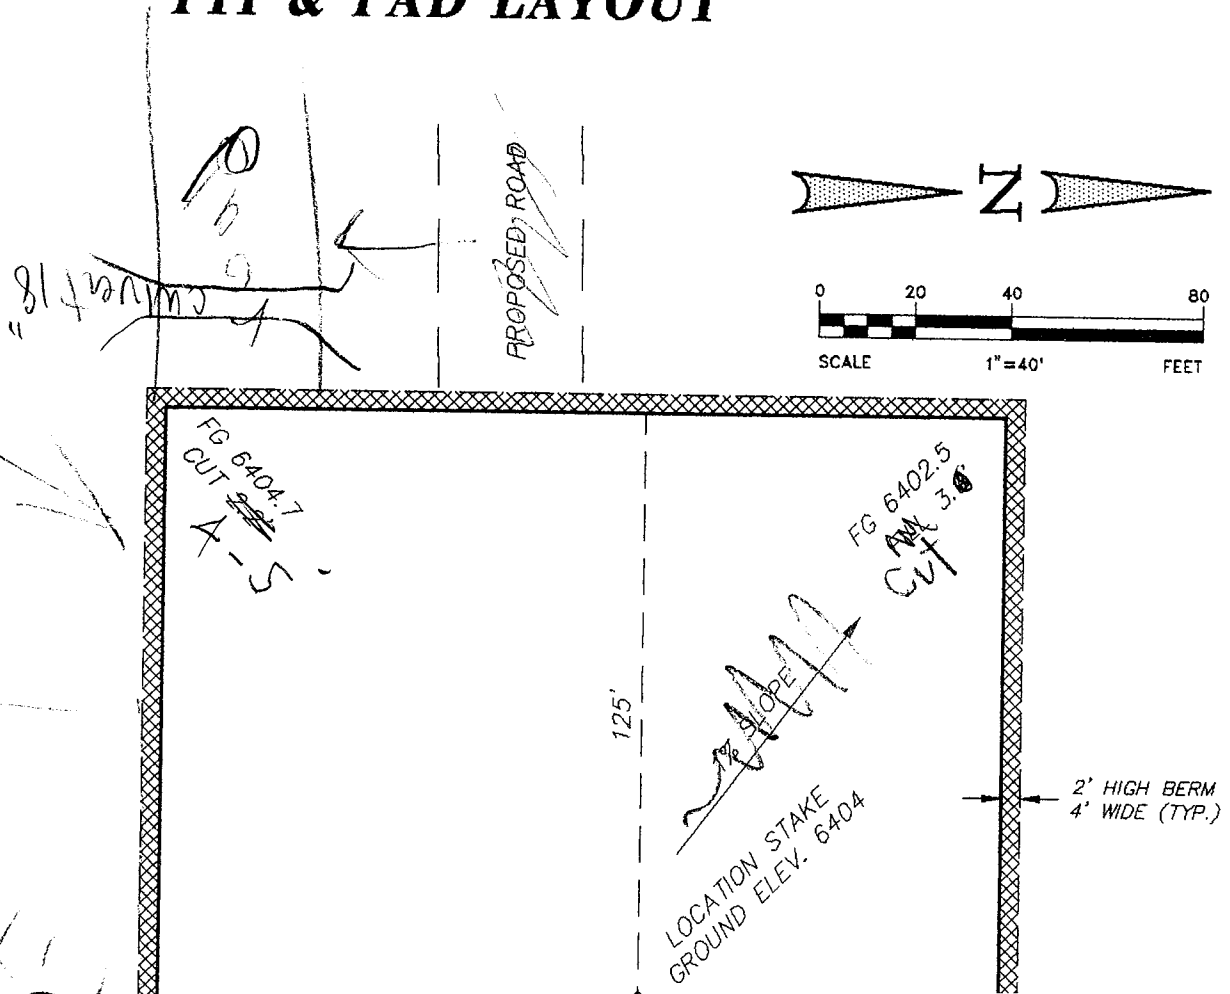 PIT & PAD LAYOUT
PROPOSED ROAD
N
0 20 40 80
SCALE 1"=40' FEET
culvert 18"
FG 6404.7
CUT
4-5'
FG 6402.5
3.
Cut
125'
1% SLOPE
LOCATION STAKE
GROUND ELEV. 6404
2' HIGH BERM
4' WIDE (TYP.)